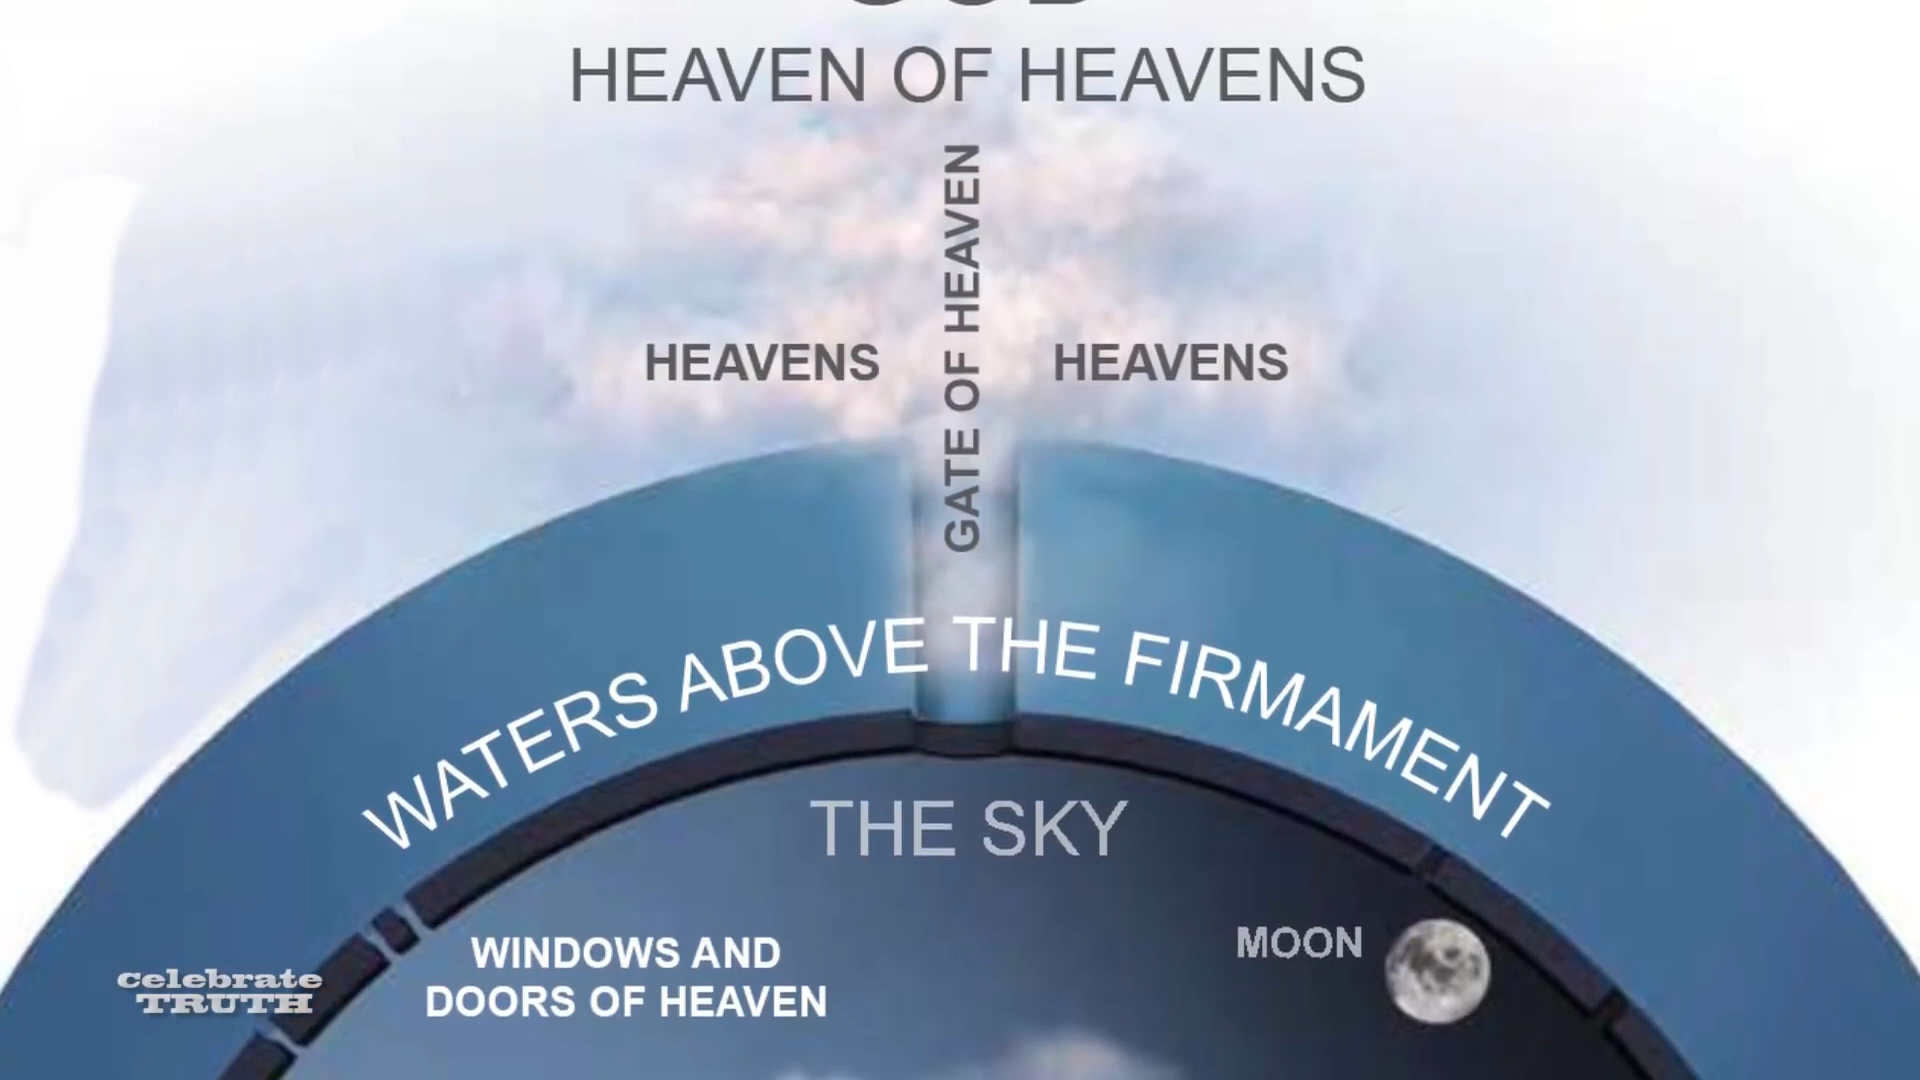 HEAVEN OF HEAVENS
GATE OF HEAVEN
HEAVENS
HEAVENS
WATERS ABOVE THE FIRMAMENT
THE SKY
WINDOWS AND
DOORS OF HEAVEN
MOON
celebrate
TRUTH